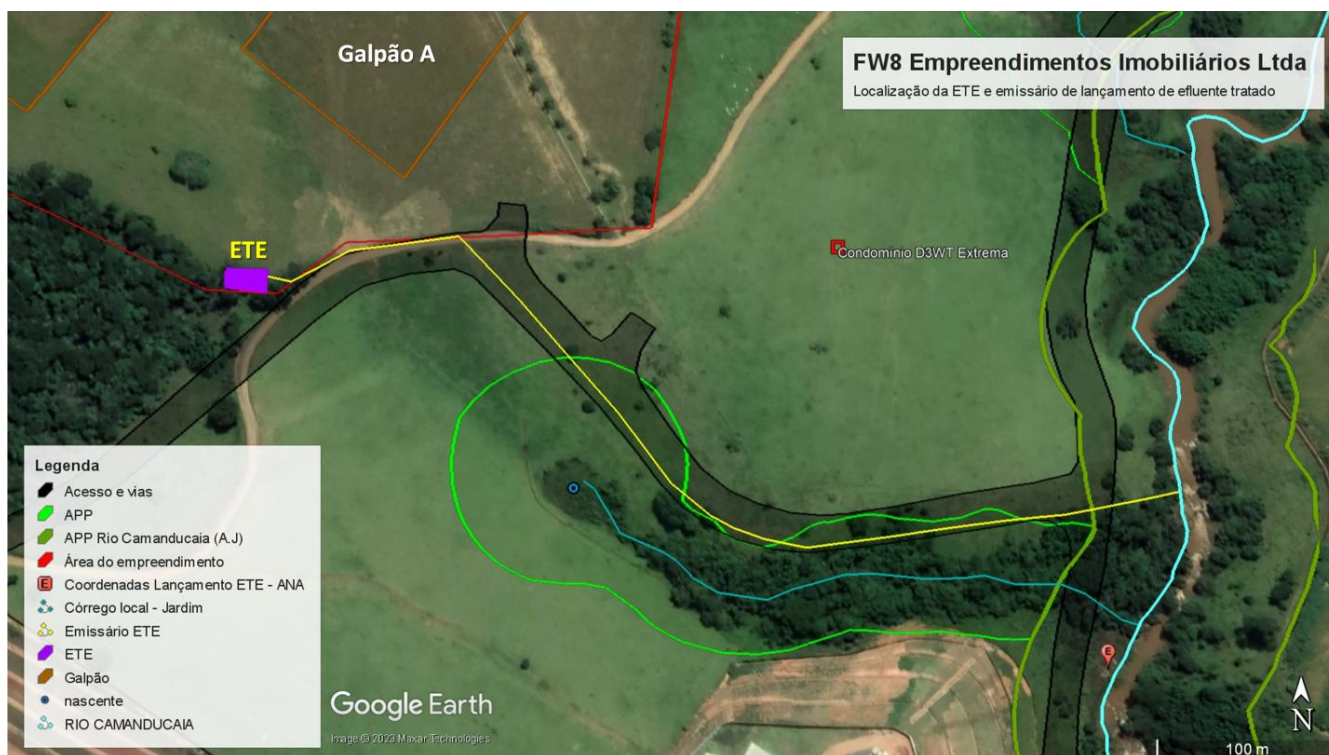 Galpão A
FW8 Empreendimentos Imobiliários Ltda
Localização da ETE e emissário de lançamento de efluente tratado
ETE
Condominio D3WT Extrema
Legenda
Acesso e vias
APP
APP Rio Camanducaia (A.J)
Área do empreendimento
E Coordenadas Lançamento ETE - ANA
Córrego local - Jardim
Emissário ETE
ETE
Galpão
nascente
RIO CAMANDUCAIA
E
Google Earth
Image © 2023 Maxar Technologies
N
100 m